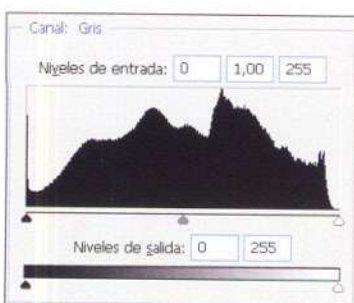 Canal: Gris
Niveles de entrada: 0 1,00 255
Niveles de salida: 0 255